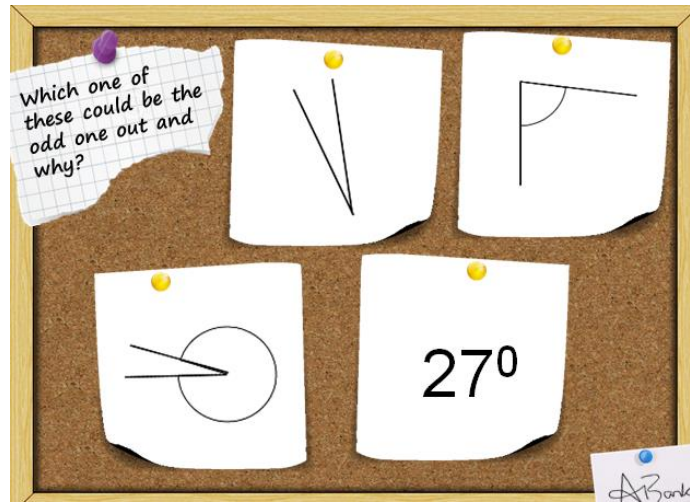 Which one of
these could be the
odd one out and
why?
27⁰